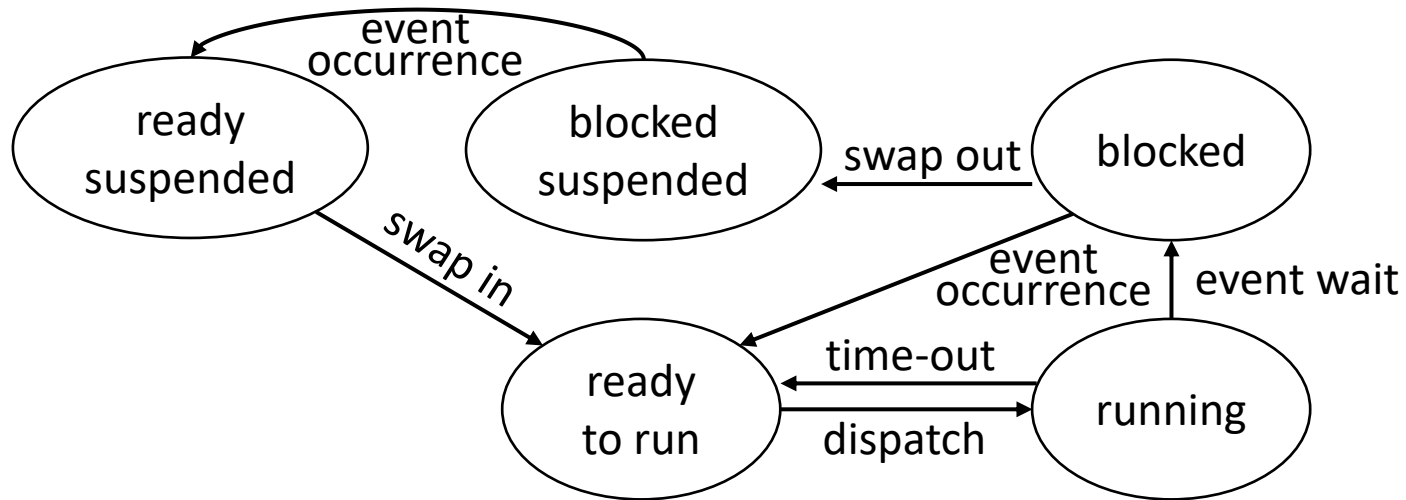 event
occurrence
ready
suspended
blocked
suspended
swap out
blocked
swap in
event
occurrence
event wait
time-out
ready
to run
running
dispatch